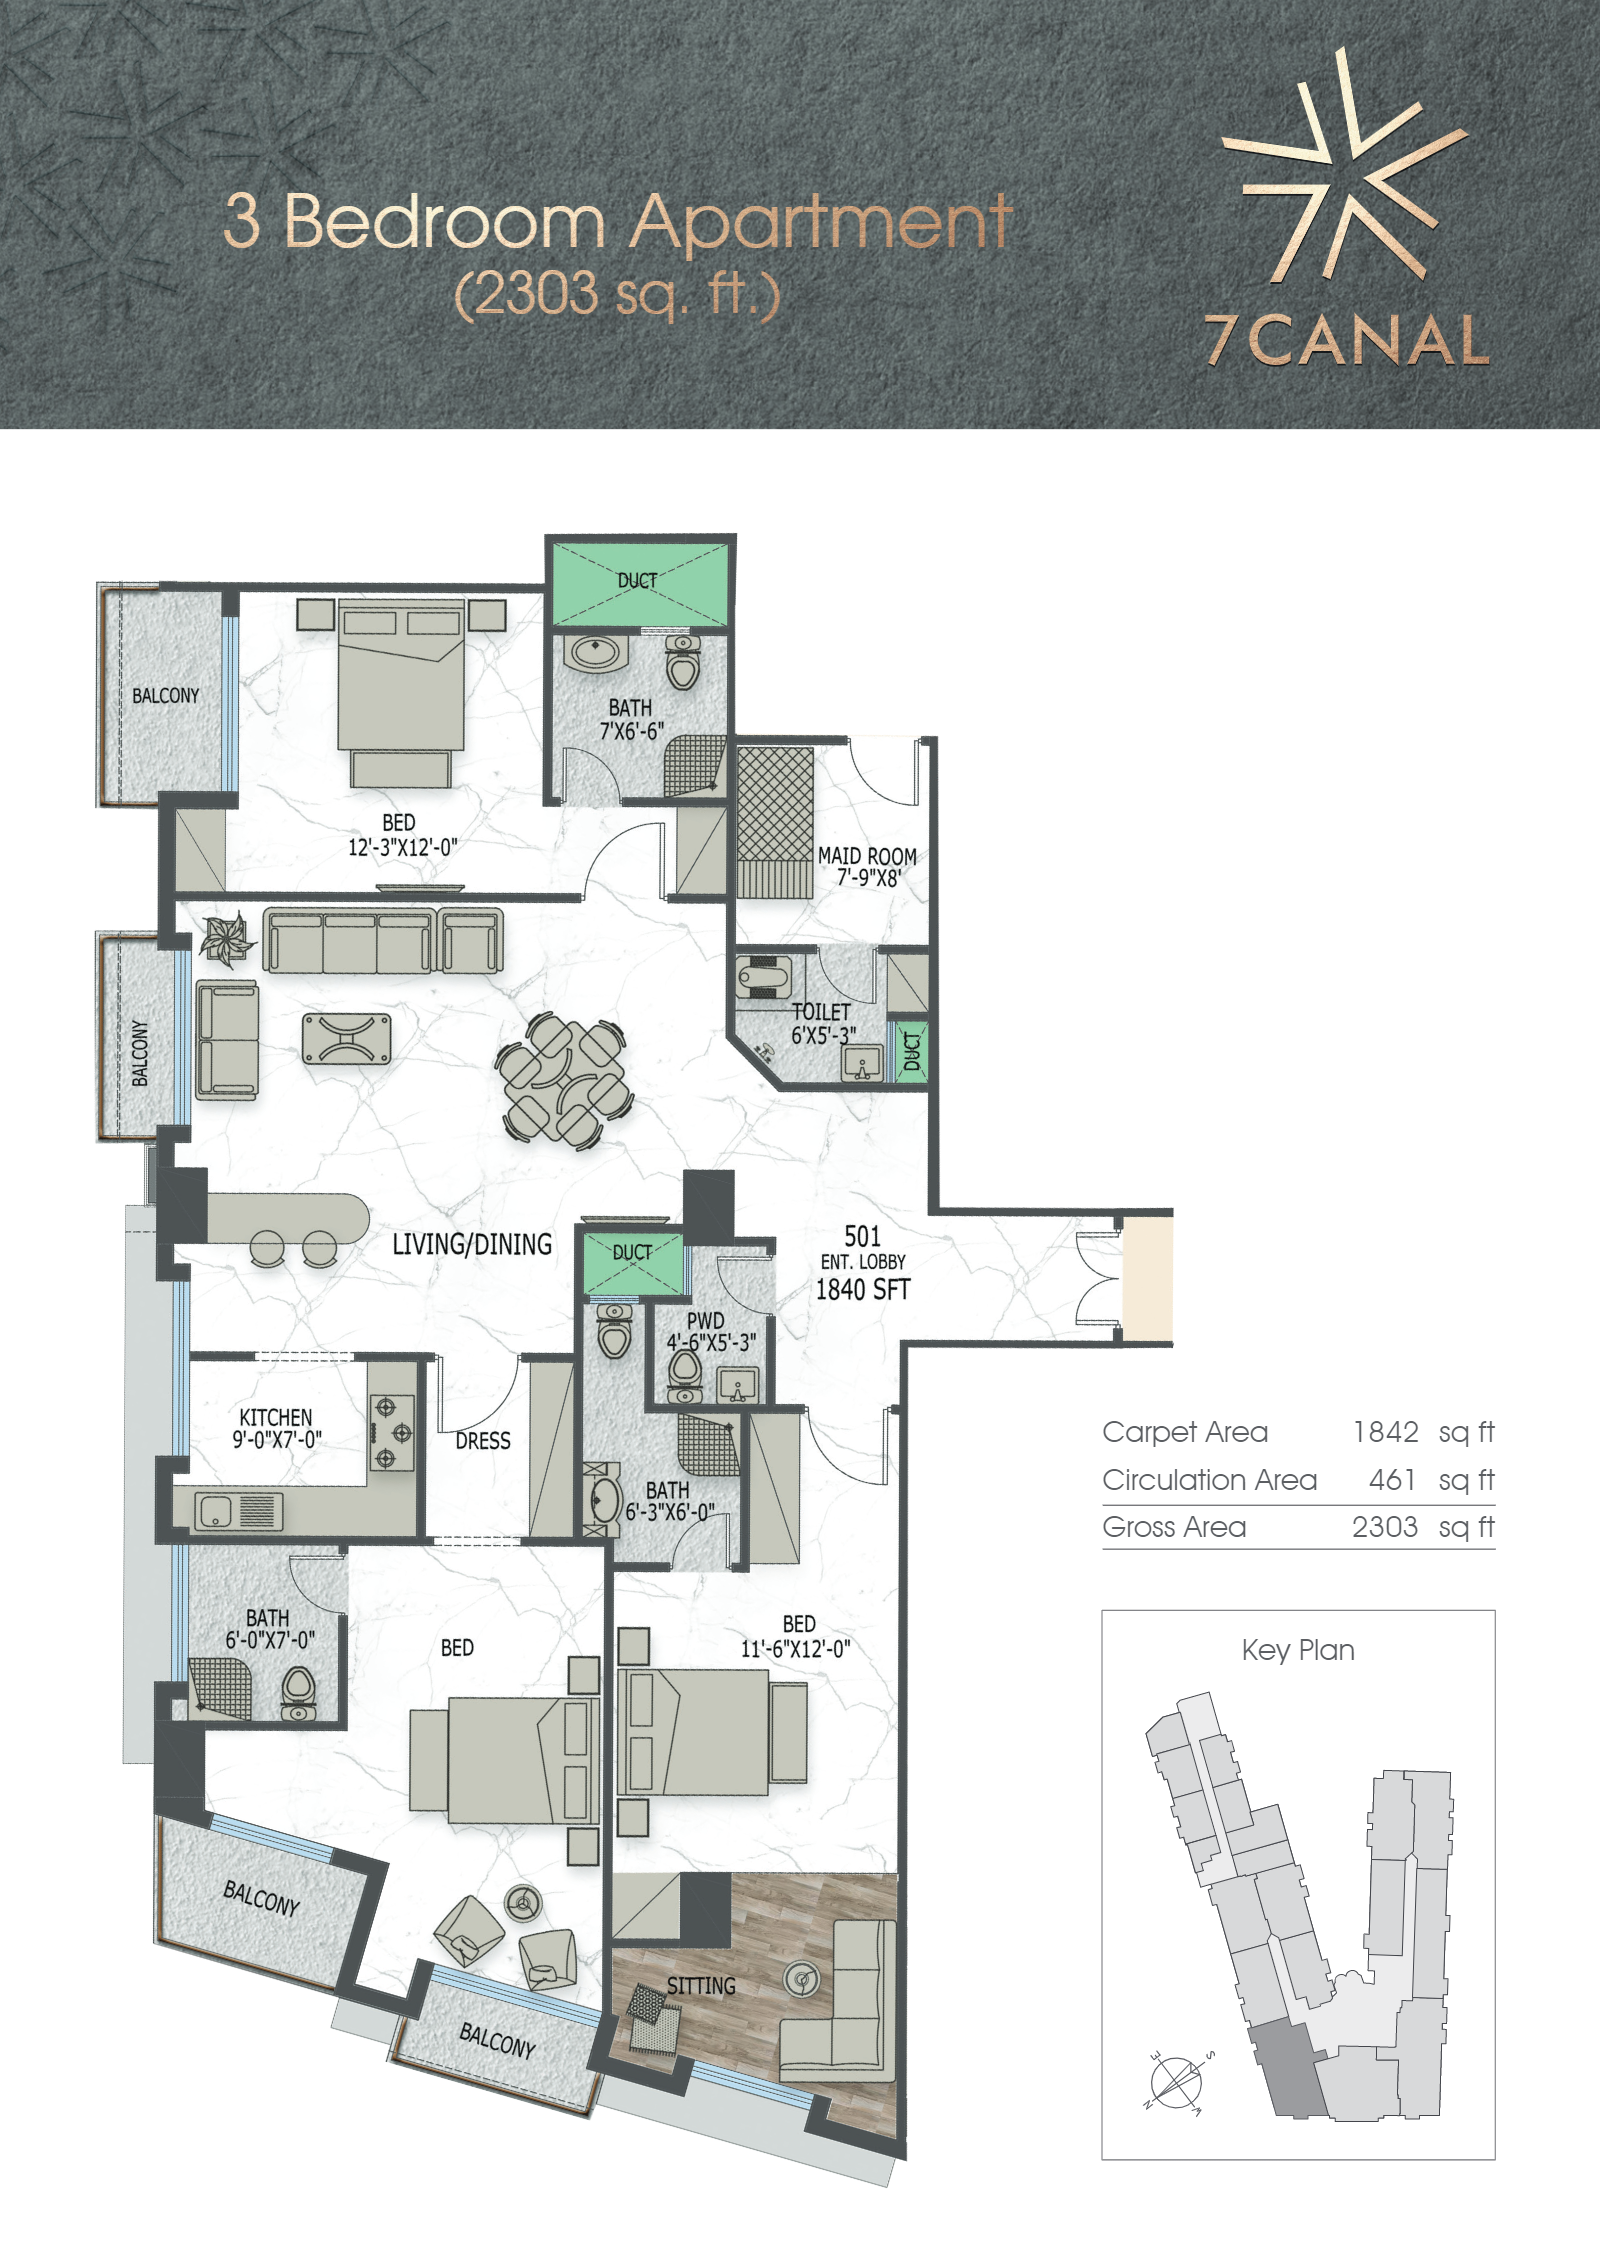 3 Bedroom Apartment
(2303 sq. ft.)
7CANAL
DUCT
BALCONY
BATH
7'X6'-6"
BED
12'-3"X12'-0"
MAID ROOM
7'-9"X8'
BALCONY
TOILET
6'X5'-3"
DUCT
LIVING/DINING
DUCT
501
ENT. LOBBY
1840 SFT
PWD
4'-6"X5'-3"
KITCHEN
9'-0"X7'-0"
DRESS
BATH
6'-3"X6'-0"
BATH
6'-0"X7'-0"
BED
BED
11'-6"X12'-0"
BALCONY
SITTING
BALCONY
Carpet Area 1842 sq ft
Circulation Area 461 sq ft
Gross Area 2303 sq ft
Key Plan
E
S
N
W